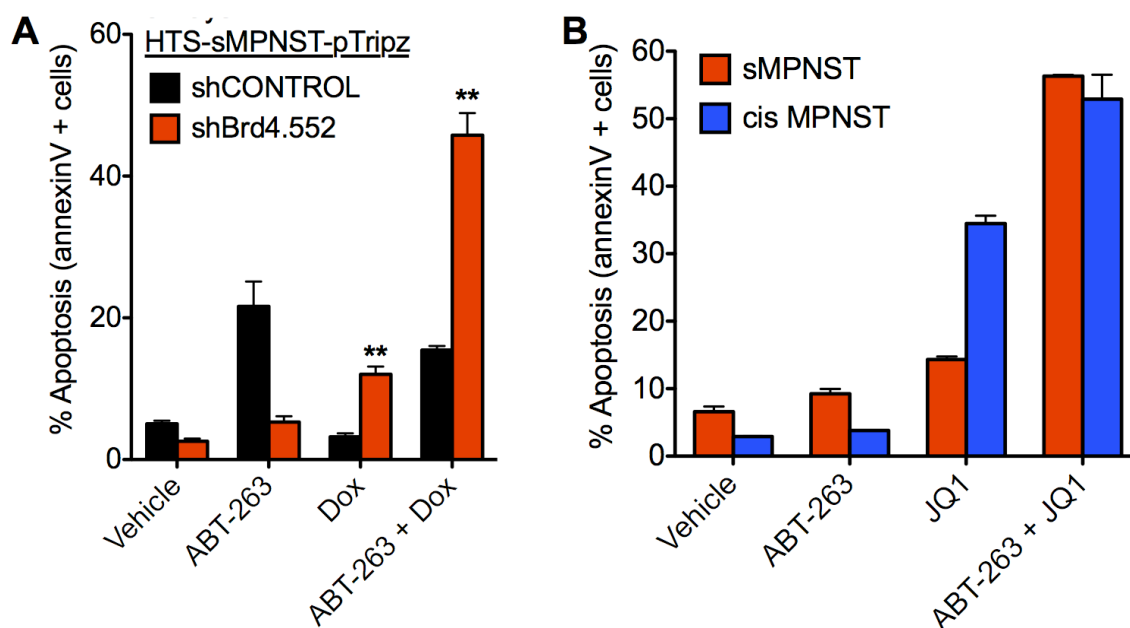 A
HTS-sMPNST-pTripz
shCONTROL
shBrd4.552
% Apoptosis (annexinV + cells)
60
40
20
0
**
**
Vehicle
ABT-263
Dox
ABT-263 + Dox
B
sMPNST
cis MPNST
% Apoptosis (annexinV + cells)
60
50
40
30
20
10
0
Vehicle
ABT-263
JQ1
ABT-263 + JQ1